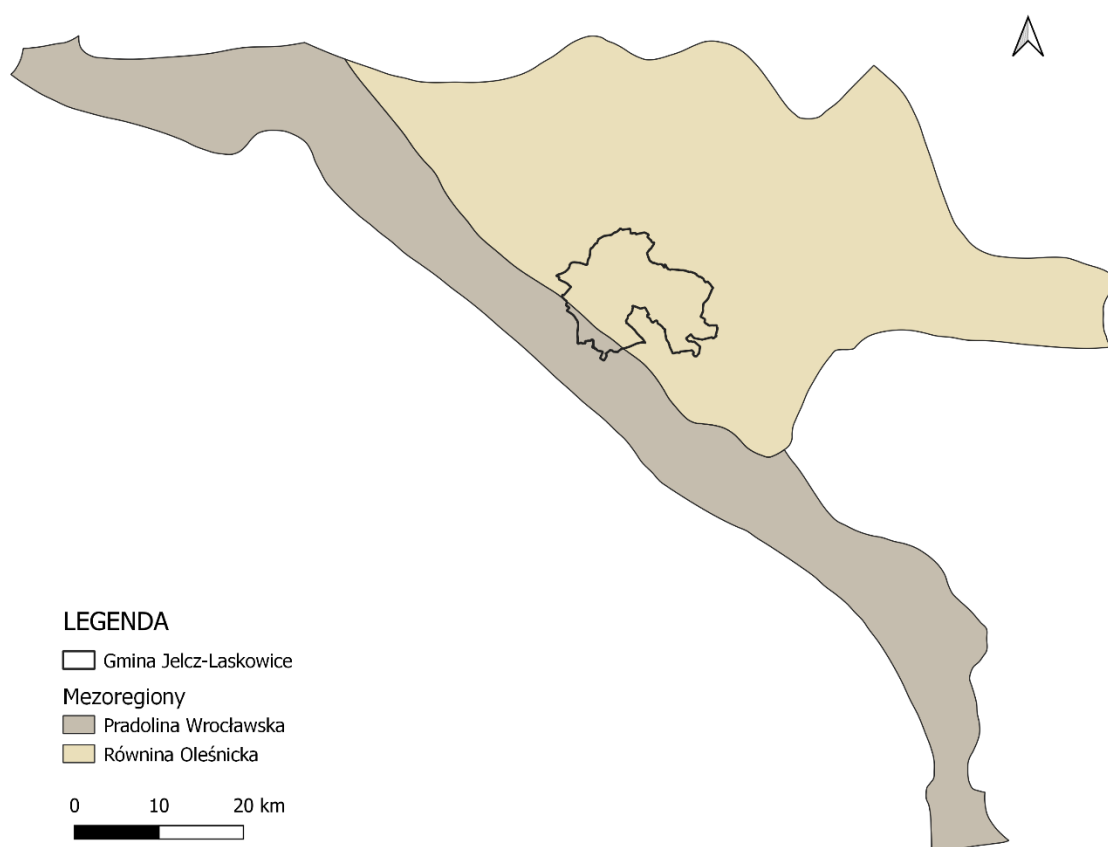 LEGENDA
Gmina Jelcz-Laskowice
Mezoregiony
Pradolina Wrocławska
Równina Oleśnicka
0 10 20 km